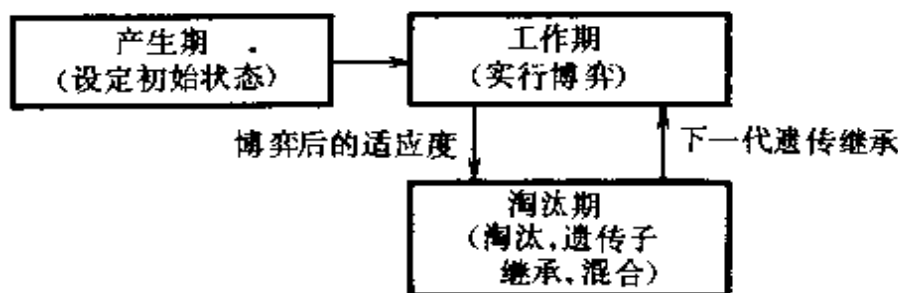 产生期
(设定初始状态)
工作期
(实行博弈)
博弈后的适应度
下一代遗传继承
淘汰期
(淘汰,遗传子
继承、混合)